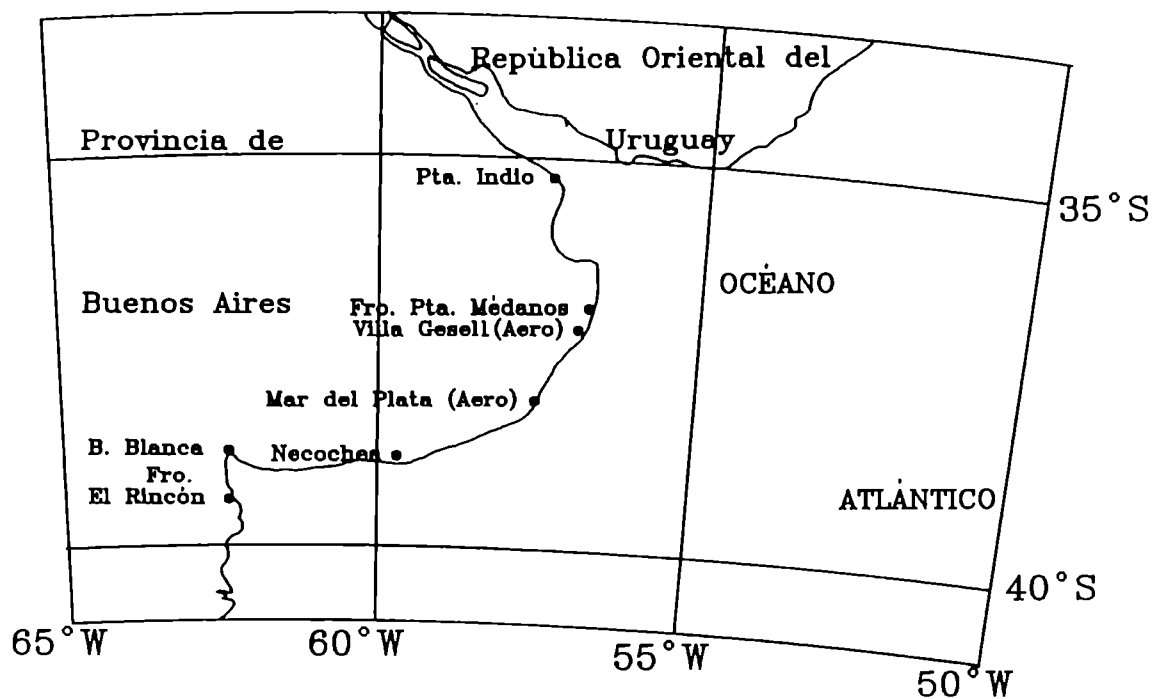 República Oriental del
Uruguay
Provincia de
Pta. Indio
35°S
OCÉANO
Buenos Aires
Fro. Pta. Médanos
Villa Gesell (Aero)
Mar del Plata (Aero)
B. Blanca
Necochea
Fro.
El Rincón
ATLÁNTICO
40°S
65°W
60°W
55°W
50°W